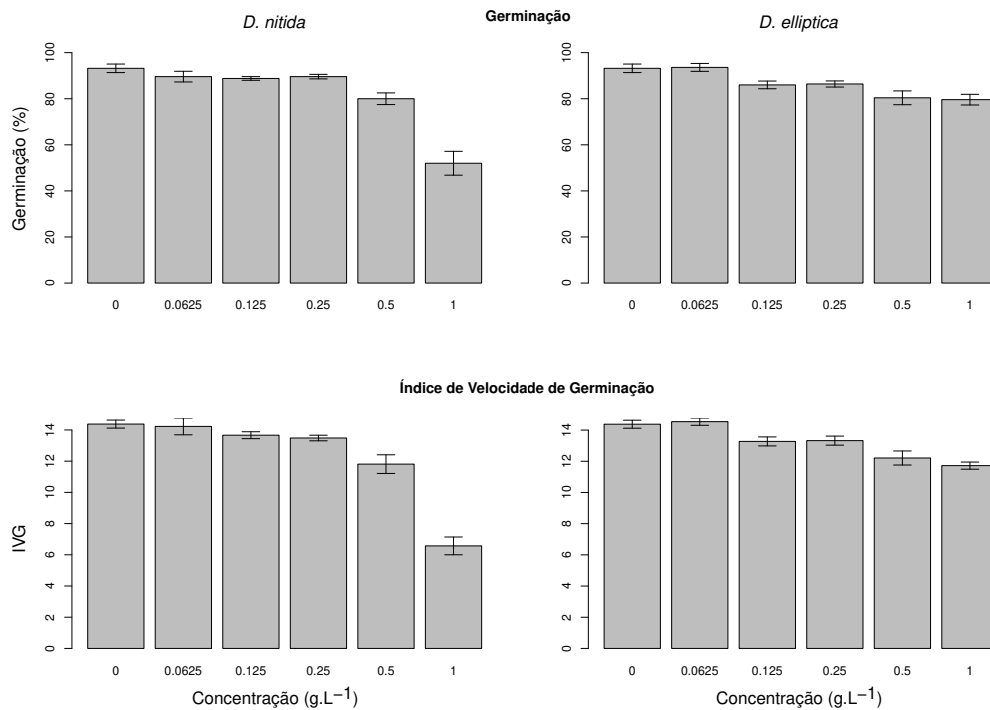 Germinação
D. nitida
D. elliptica
Germinação (%)
0 20 40 60 80 100
0 0.0625 0.125 0.25 0.5 1
0 20 40 60 80 100
0 0.0625 0.125 0.25 0.5 1
Índice de Velocidade de Germinação
IVG
0 2 4 6 8 10 12 14
0 0.0625 0.125 0.25 0.5 1
Concentração (g.L−1)
0 2 4 6 8 10 12 14
0 0.0625 0.125 0.25 0.5 1
Concentração (g.L−1)